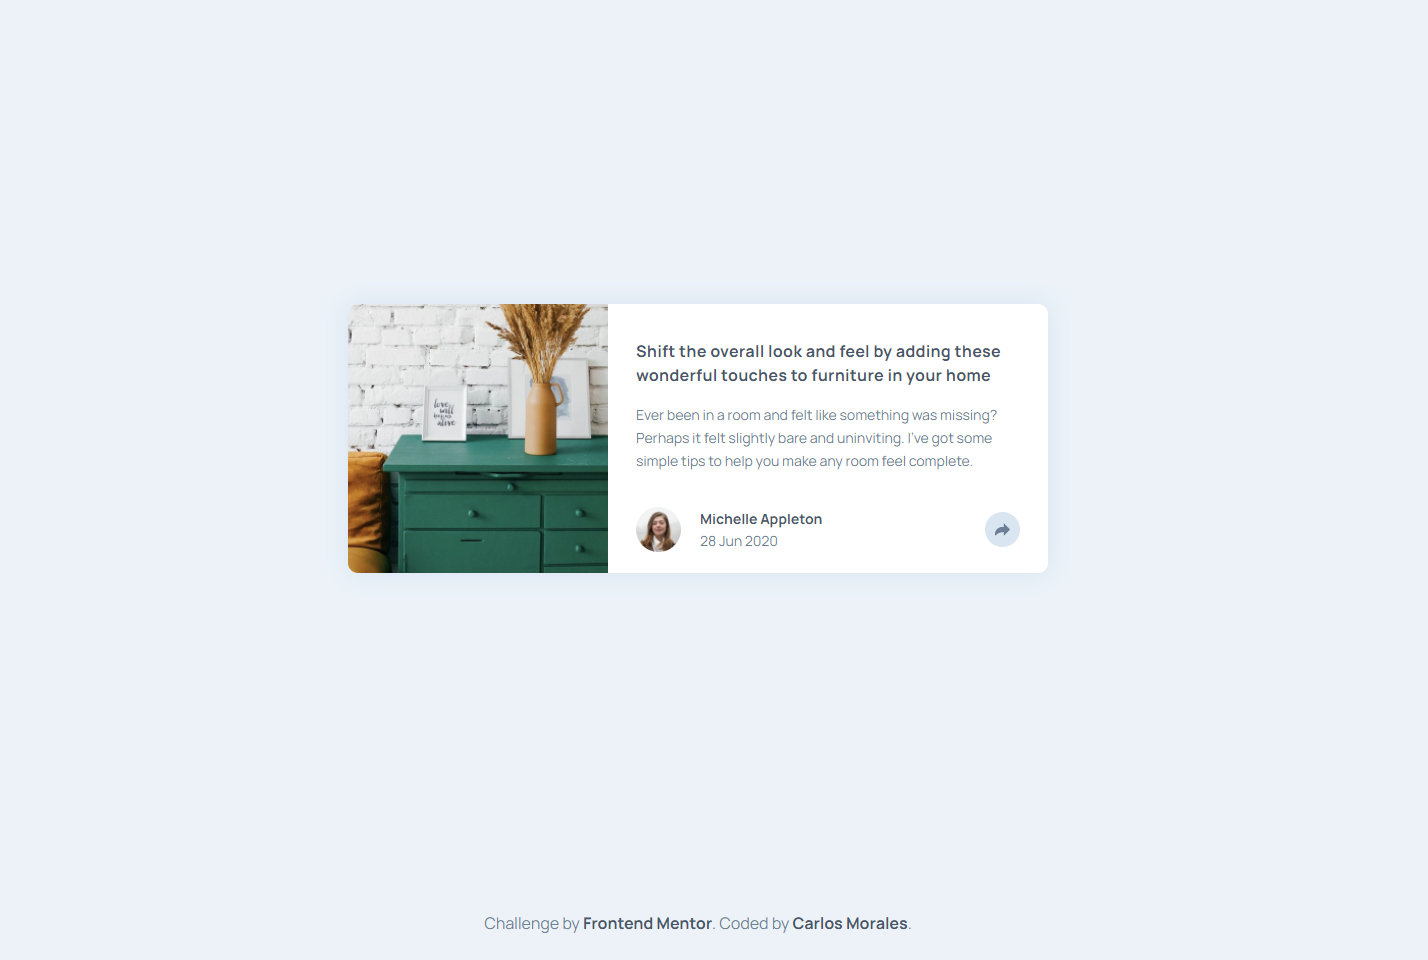 love
will
keep us
alive
Shift the overall look and feel by adding these
wonderful touches to furniture in your home
Ever been in a room and felt like something was missing?
Perhaps it felt slightly bare and uninviting. I've got some
simple tips to help you make any room feel complete.
Michelle Appleton
28 Jun 2020
Challenge by Frontend Mentor. Coded by Carlos Morales.